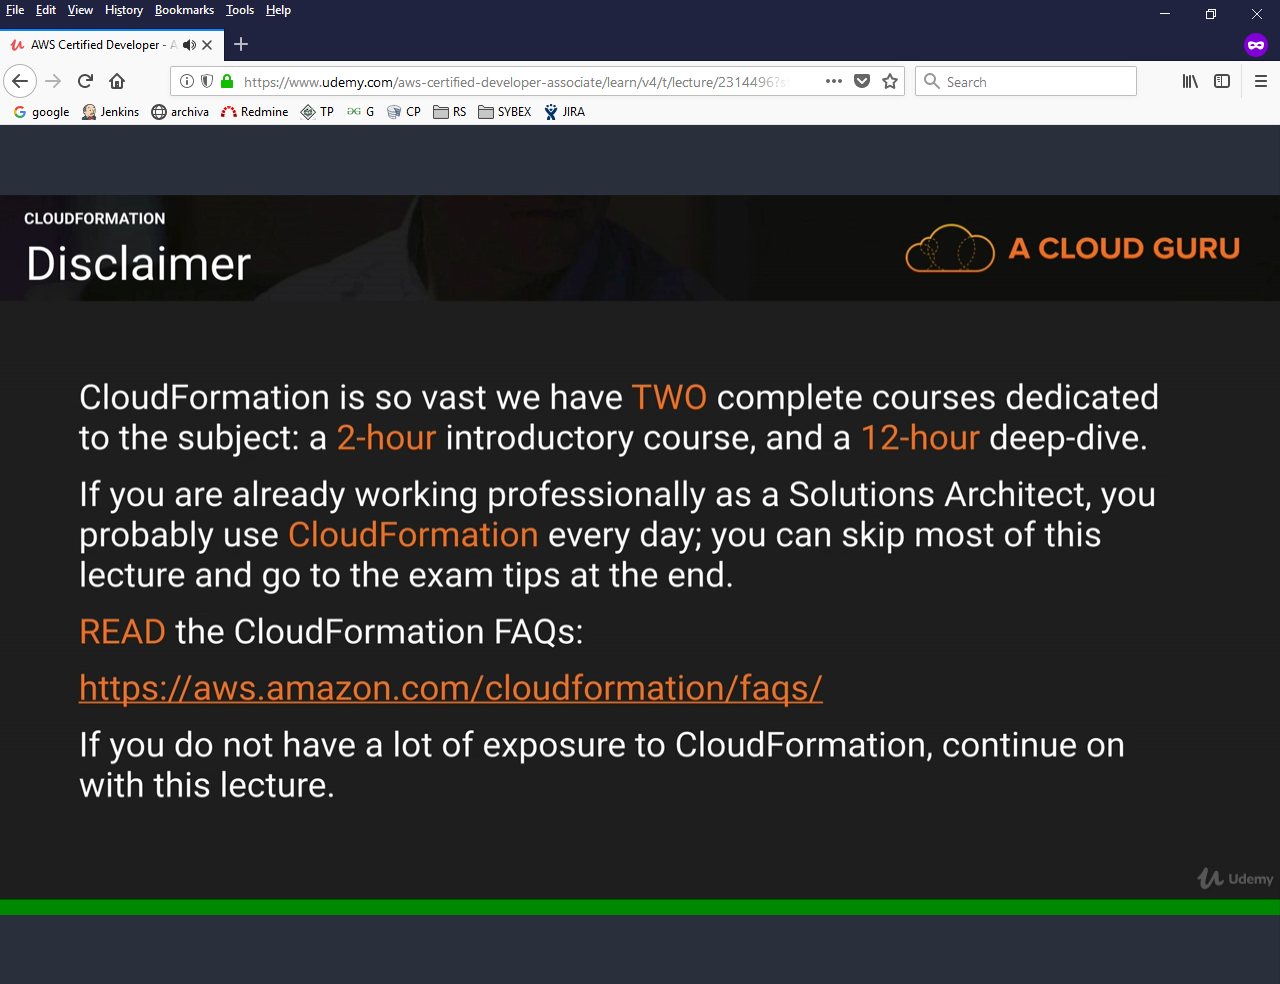 File Edit View History Bookmarks Tools Help
AWS Certified Developer - A
https://www.udemy.com/aws-certified-developer-associate/learn/v4/t/lecture/2314496?s
Search
google Jenkins archiva Redmine TP G CP RS SYBEX JIRA
CLOUDFORMATION
Disclaimer
A CLOUD GURU
CloudFormation is so vast we have TWO complete courses dedicated
to the subject: a 2-hour introductory course, and a 12-hour deep-dive.
If you are already working professionally as a Solutions Architect, you
probably use CloudFormation every day; you can skip most of this
lecture and go to the exam tips at the end.
READ the CloudFormation FAQs:
https://aws.amazon.com/cloudformation/faqs/
If you do not have a lot of exposure to CloudFormation, continue on
with this lecture.
Udemy